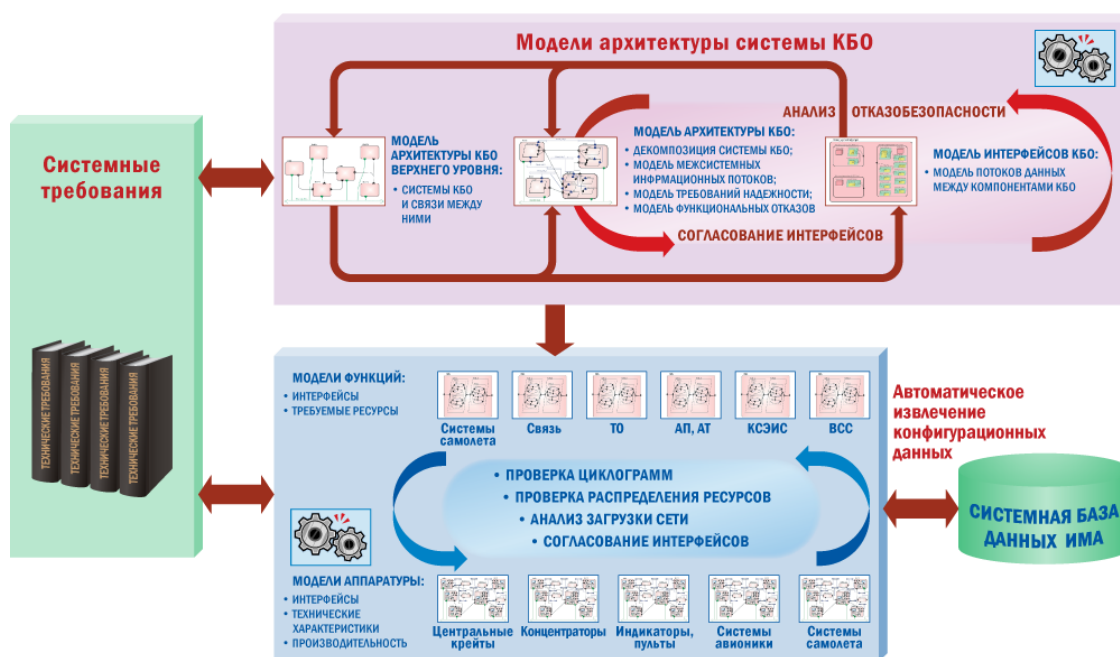 Модели архитектуры системы КБО
Системные
требования
МОДЕЛЬ
АРХИТЕКТУРЫ КБО
ВЕРХНЕГО УРОВНЯ:
• СИСТЕМЫ КБО
И СВЯЗИ МЕЖДУ
НИМИ
АНАЛИЗ ОТКАЗОБЕЗОПАСНОСТИ
МОДЕЛЬ АРХИТЕКТУРЫ КБО:
• ДЕКОМПОЗИЦИЯ СИСТЕМЫ КБО;
• МОДЕЛЬ МЕЖСИСТЕМНЫХ
ИНФРМАЦИОННЫХ ПОТОКОВ;
• МОДЕЛЬ ТРЕБОВАНИЙ НАДЕЖНОСТИ;
• МОДЕЛЬ ФУНКЦИОНАЛЬНЫХ ОТКАЗОВ
МОДЕЛЬ ИНТЕРФЕЙСОВ КБО:
• МОДЕЛЬ ПОТОКОВ ДАННЫХ
МЕЖДУ КОМПОНЕНТАМИ КБО
СОГЛАСОВАНИЕ ИНТЕРФЕЙСОВ
ТЕХНИЧЕСКИЕ ТРЕБОВАНИЯ
ТЕХНИЧЕСКИЕ ТРЕБОВАНИЯ
ТЕХНИЧЕСКИЕ ТРЕБОВАНИЯ
ТЕХНИЧЕСКИЕ ТРЕБОВАНИЯ
МОДЕЛИ ФУНКЦИЙ:
• ИНТЕРФЕЙСЫ
• ТРЕБУЕМЫЕ РЕСУРСЫ
Системы
самолета
Связь
ТО
АП, АТ
КСЭИС
ВСС
• ПРОВЕРКА ЦИКЛОГРАММ
• ПРОВЕРКА РАСПРЕДЕЛЕНИЯ РЕСУРСОВ
• АНАЛИЗ ЗАГРУЗКИ СЕТИ
• СОГЛАСОВАНИЕ ИНТЕРФЕЙСОВ
МОДЕЛИ АППАРАТУРЫ:
• ИНТЕРФЕЙСЫ
• ТЕХНИЧЕСКИЕ
ХАРАКТЕРИСТИКИ
• ПРОИЗВОДИТЕЛЬНОСТЬ
Центральные
крейты
Концентраторы
Индикаторы,
пульты
Системы
авионики
Системы
самолета
Автоматическое
извлечение
конфигурационных
данных
СИСТЕМНАЯ БАЗА
ДАННЫХ ИМА